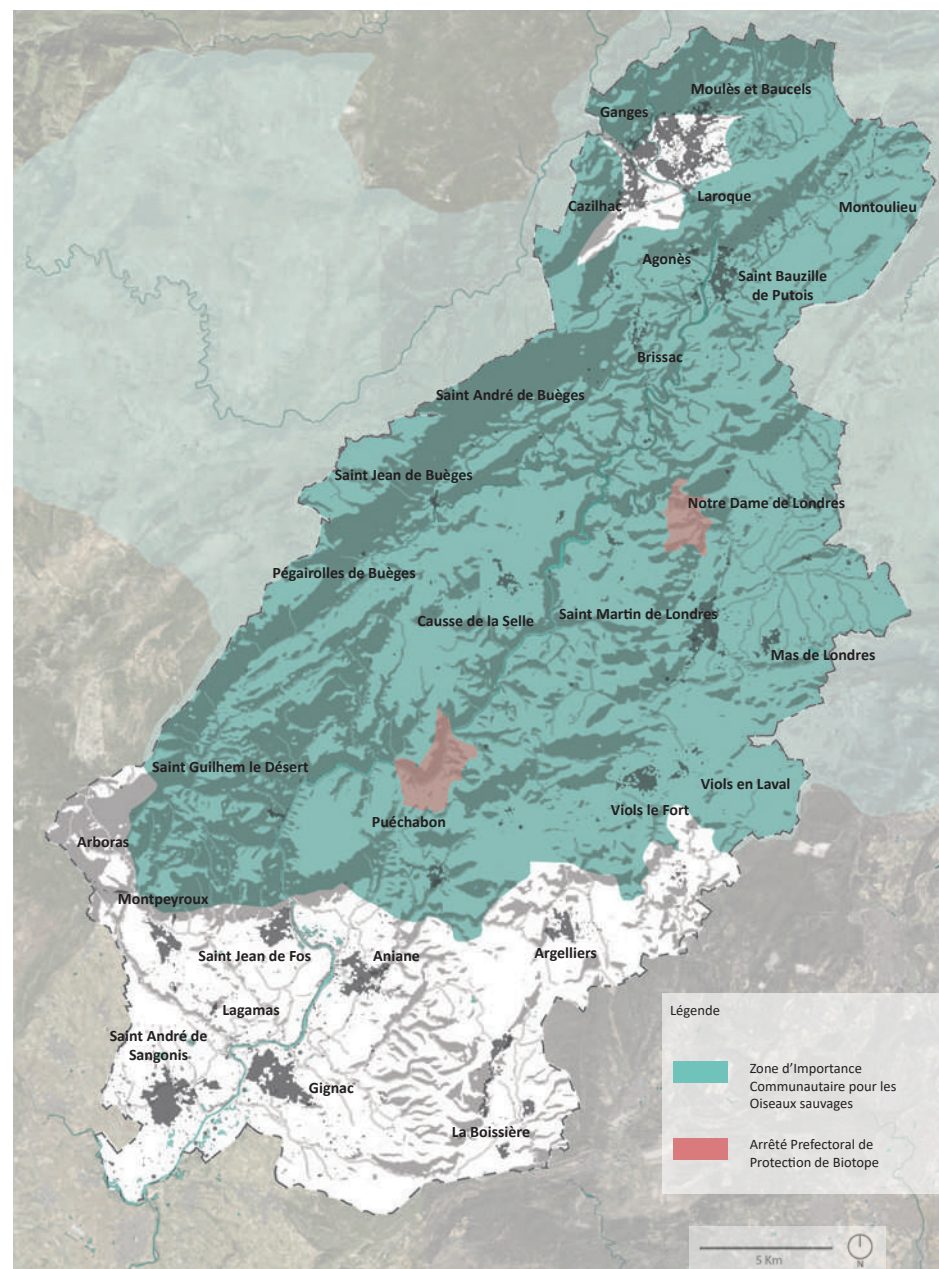 Moulès et Baucels
Ganges
Laroque
Cazilhac
Montoulieu
Agonès
Saint Bauzille
de Putois
Brissac
Saint André de Buèges
Saint Jean de Buèges
Notre Dame de Londres
Pégairolles de Buèges
Causse de la Selle
Saint Martin de Londres
Mas de Londres
Saint Guilhem le Désert
Viols en Laval
Viols le Fort
Puéchabon
Arboras
Montpeyroux
Saint Jean de Fos
Aniane
Argelliers
Lagamas
Saint André de
Sangonis
Gignac
La Boissière
Légende
Zone d'Importance
Communautaire pour les
Oiseaux sauvages
Arrêté Prefectoral de
Protection de Biotope
5 Km
N